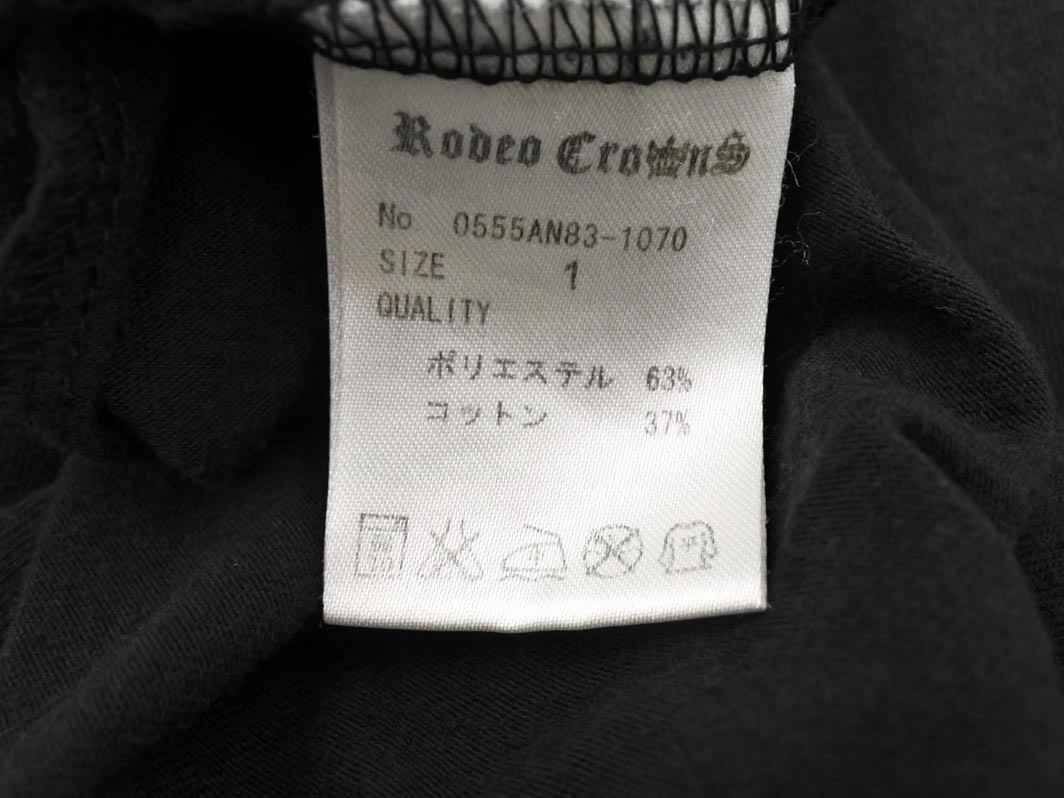 Rodeo CroWnS
No 0555AN83-1070
SIZE 1
QUALITY
ポリエステル 63%
コットン 37%